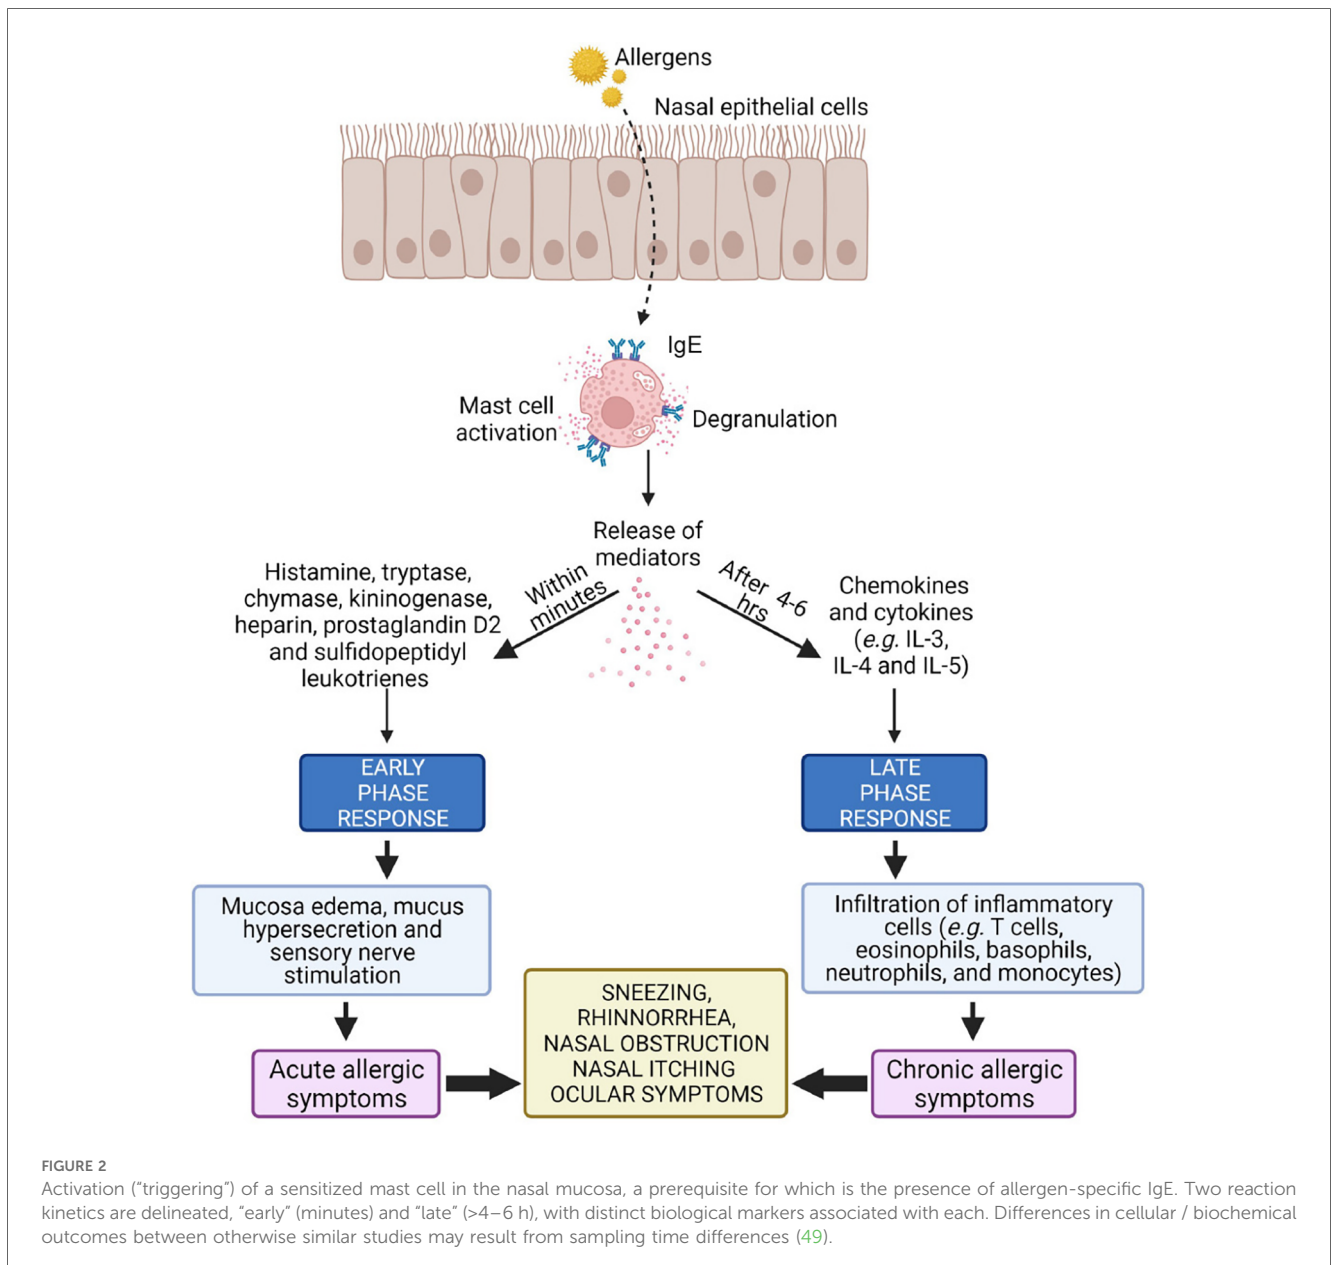 Allergens
Nasal epithelial cells
IgE
Mast cell
activation
Degranulation
Release of
mediators
Within
minutes
After 4-6
hrs
Histamine, tryptase,
chymase, kininogenase,
heparin, prostaglandin D2
and sulfidopeptidyl
leukotrienes
Chemokines
and cytokines
(e.g. IL-3,
IL-4 and IL-5)
EARLY
PHASE
RESPONSE
LATE
PHASE
RESPONSE
Mucosa edema, mucus
hypersecretion and
sensory nerve
stimulation
Infiltration of inflammatory
cells (e.g. T cells,
eosinophils, basophils,
neutrophils, and monocytes)
SNEEZING,
RHINNORRHEA,
NASAL OBSTRUCTION
NASAL ITCHING
OCULAR SYMPTOMS
Acute allergic
symptoms
Chronic allergic
symptoms
FIGURE 2
Activation (“triggering”) of a sensitized mast cell in the nasal mucosa, a prerequisite for which is the presence of allergen-specific IgE. Two reaction
kinetics are delineated, “early” (minutes) and “late” (>4–6 h), with distinct biological markers associated with each. Differences in cellular / biochemical
outcomes between otherwise similar studies may result from sampling time differences (49).